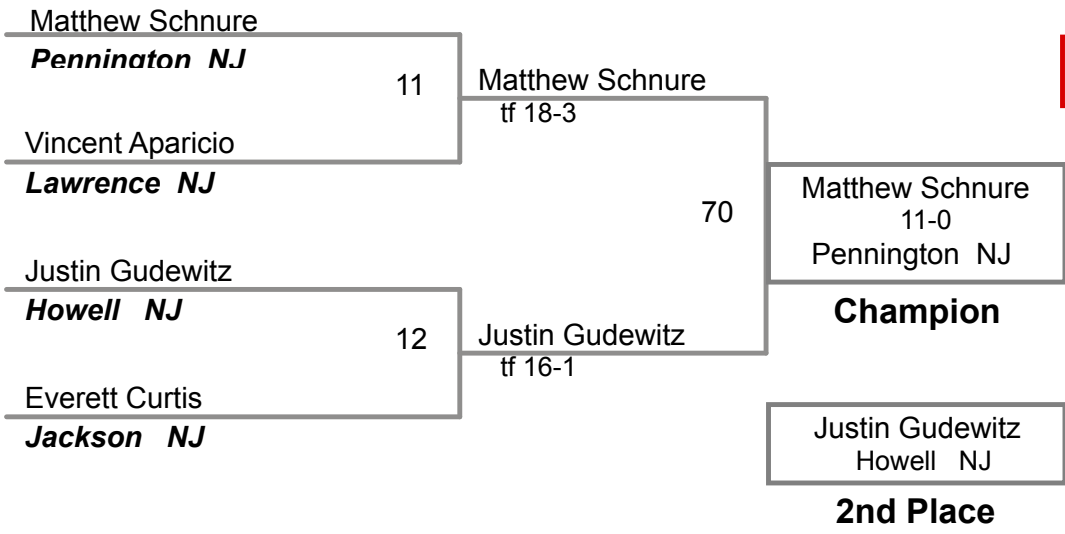 Matthew Schnure
Pennington NJ
11
Vincent Aparicio
Lawrence NJ
Matthew Schnure
tf 18-3
Justin Gudewitz
Howell NJ
12
Everett Curtis
Jackson NJ
Justin Gudewitz
tf 16-1
70
Matthew Schnure
11-0
Pennington NJ
Champion
Justin Gudewitz
Howell NJ
2nd Place